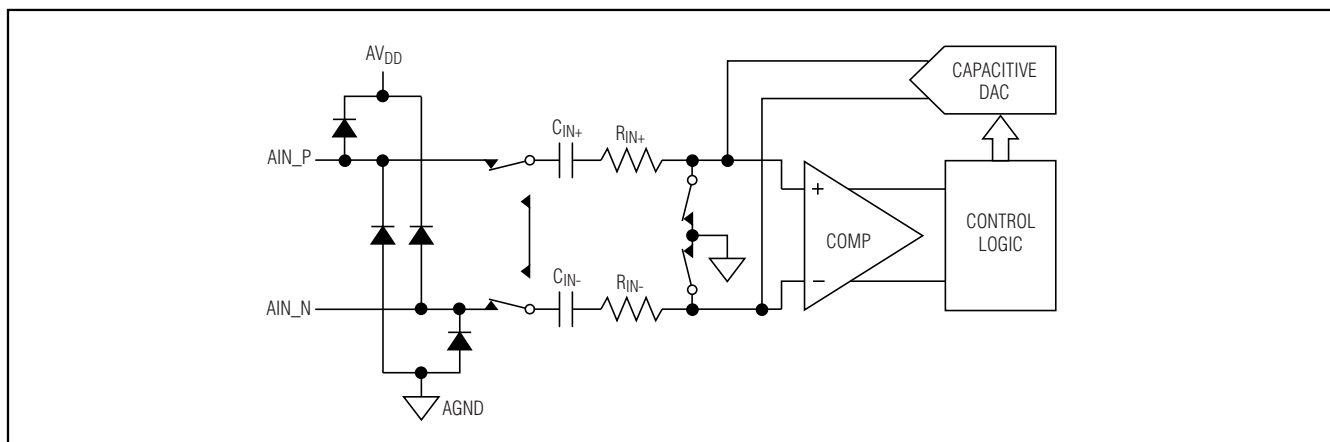 AVDD
CAPACITIVE
DAC
CIN+
RIN+
AIN_P
+
COMP
−
CONTROL
LOGIC
CIN-
RIN-
AIN_N
AGND